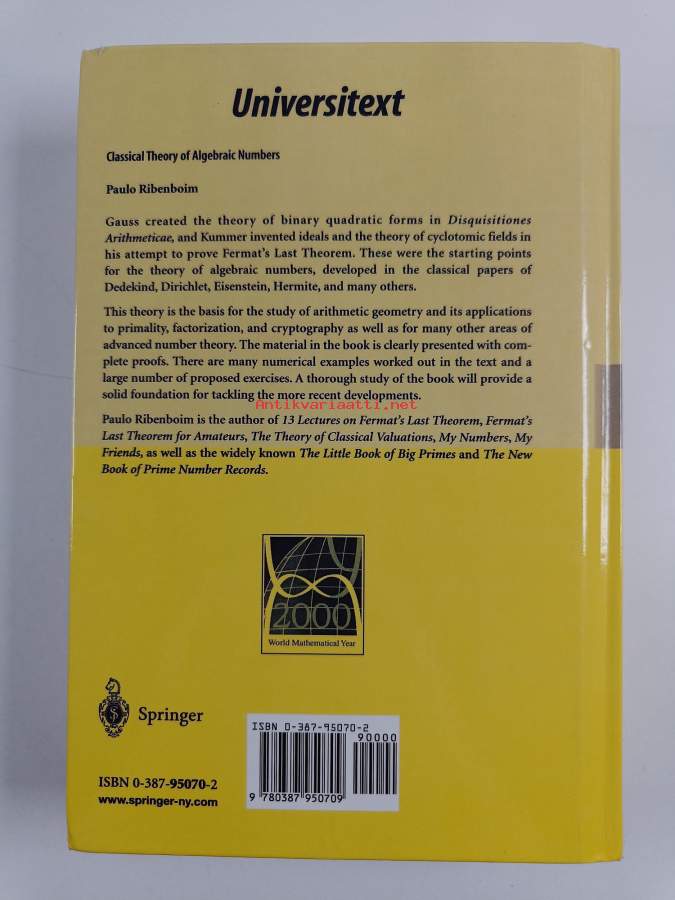 Universitext
Classical Theory of Algebraic Numbers
Paulo Ribenboim
Gauss created the theory of binary quadratic forms in Disquisitiones
Arithmeticae, and Kummer invented ideals and the theory of cyclotomic fields in
his attempt to prove Fermat's Last Theorem. These were the starting points
for the theory of algebraic numbers, developed in the classical papers of
Dedekind, Dirichlet, Eisenstein, Hermite, and many others.
This theory is the basis for the study of arithmetic geometry and its applications
to primality, factorization, and cryptography as well as for many other areas of
advanced number theory. The material in the book is clearly presented with com-
plete proofs. There are many numerical examples worked out in the text and a
large number of proposed exercises. A thorough study of the book will provide a
solid foundation for tackling the more recent developments.
Antikvariaatti.net
Paulo Ribenboim is the author of 13 Lectures on Fermat's Last Theorem, Fermat's
Last Theorem for Amateurs, The Theory of Classical Valuations, My Numbers, My
Friends, as well as the widely known The Little Book of Big Primes and The New
Book of Prime Number Records.
2000
World Mathematical Year
Springer
ISBN 0-387-95070-2
www.springer-ny.com
ISBN 0-387-95070-2
90000
9 780387 950709